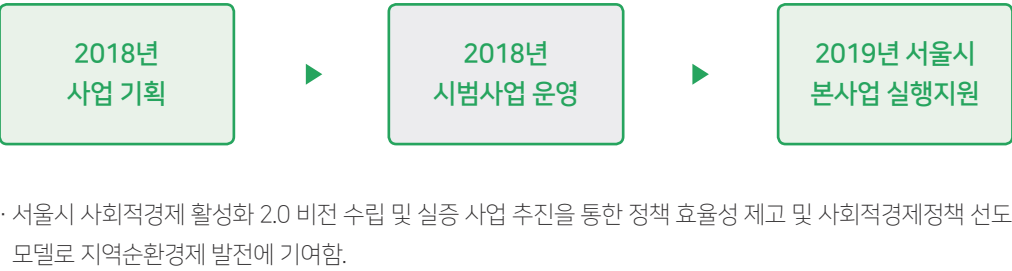 2018년
사업 기획
2018년
시범사업 운영
2019년 서울시
본사업 실행지원
· 서울시 사회적경제 활성화 2.0 비전 수립 및 실증 사업 추진을 통한 정책 효율성 제고 및 사회적경제정책 선도
모델로 지역순환경제 발전에 기여함.